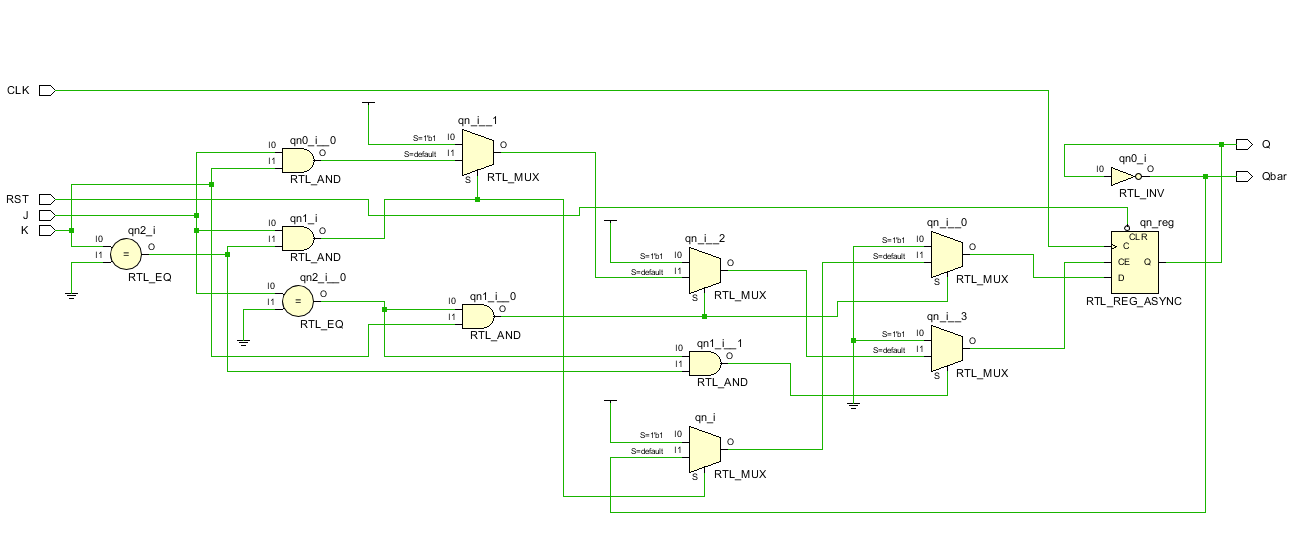 CLK
RST
J
K
qn2_i
I0
I1
=
O
RTL_EQ
qn0_i__0
I0
I1
O
RTL_AND
qn1_i
I0
I1
O
RTL_AND
qn2_i__0
I0
I1
=
O
RTL_EQ
qn_i__1
S=1'b1 I0
S=default I1
O
S
RTL_MUX
qn1_i__0
I0
I1
O
RTL_AND
qn_i__2
S=1'b1 I0
S=default I1
O
S
RTL_MUX
qn1_i__1
I0
I1
O
RTL_AND
qn_i
S=1'b1 I0
S=default I1
O
S
RTL_MUX
qn_i__0
S=1'b1 I0
S=default I1
O
S
RTL_MUX
qn_i__3
S=1'b1 I0
S=default I1
O
S
RTL_MUX
qn0_i
I0
O
RTL_INV
qn_reg
CLR
C
CE Q
D
RTL_REG_ASYNC
Q
Qbar